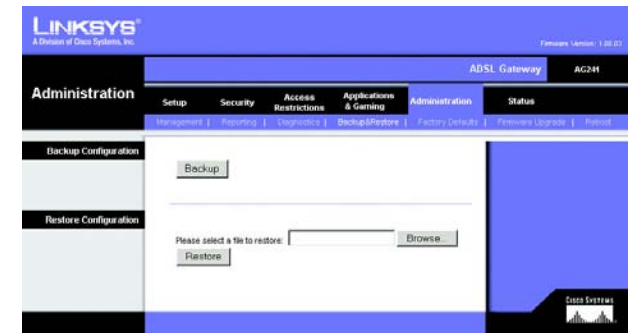 LINKSYS®
A Division of Cisco Systems, Inc.
Firmware Version: 1.00.03
ADSL Gateway AG241
Administration
Setup Security Access Restrictions Applications & Gaming Administration Status
Management | Reporting | Diagnostics | Backup&Restore | Factory Defaults | Firmware Upgrade | Reboot
Backup Configuration
Backup
Restore Configuration
Please select a file to restore: Browse...
Restore
CISCO SYSTEMS